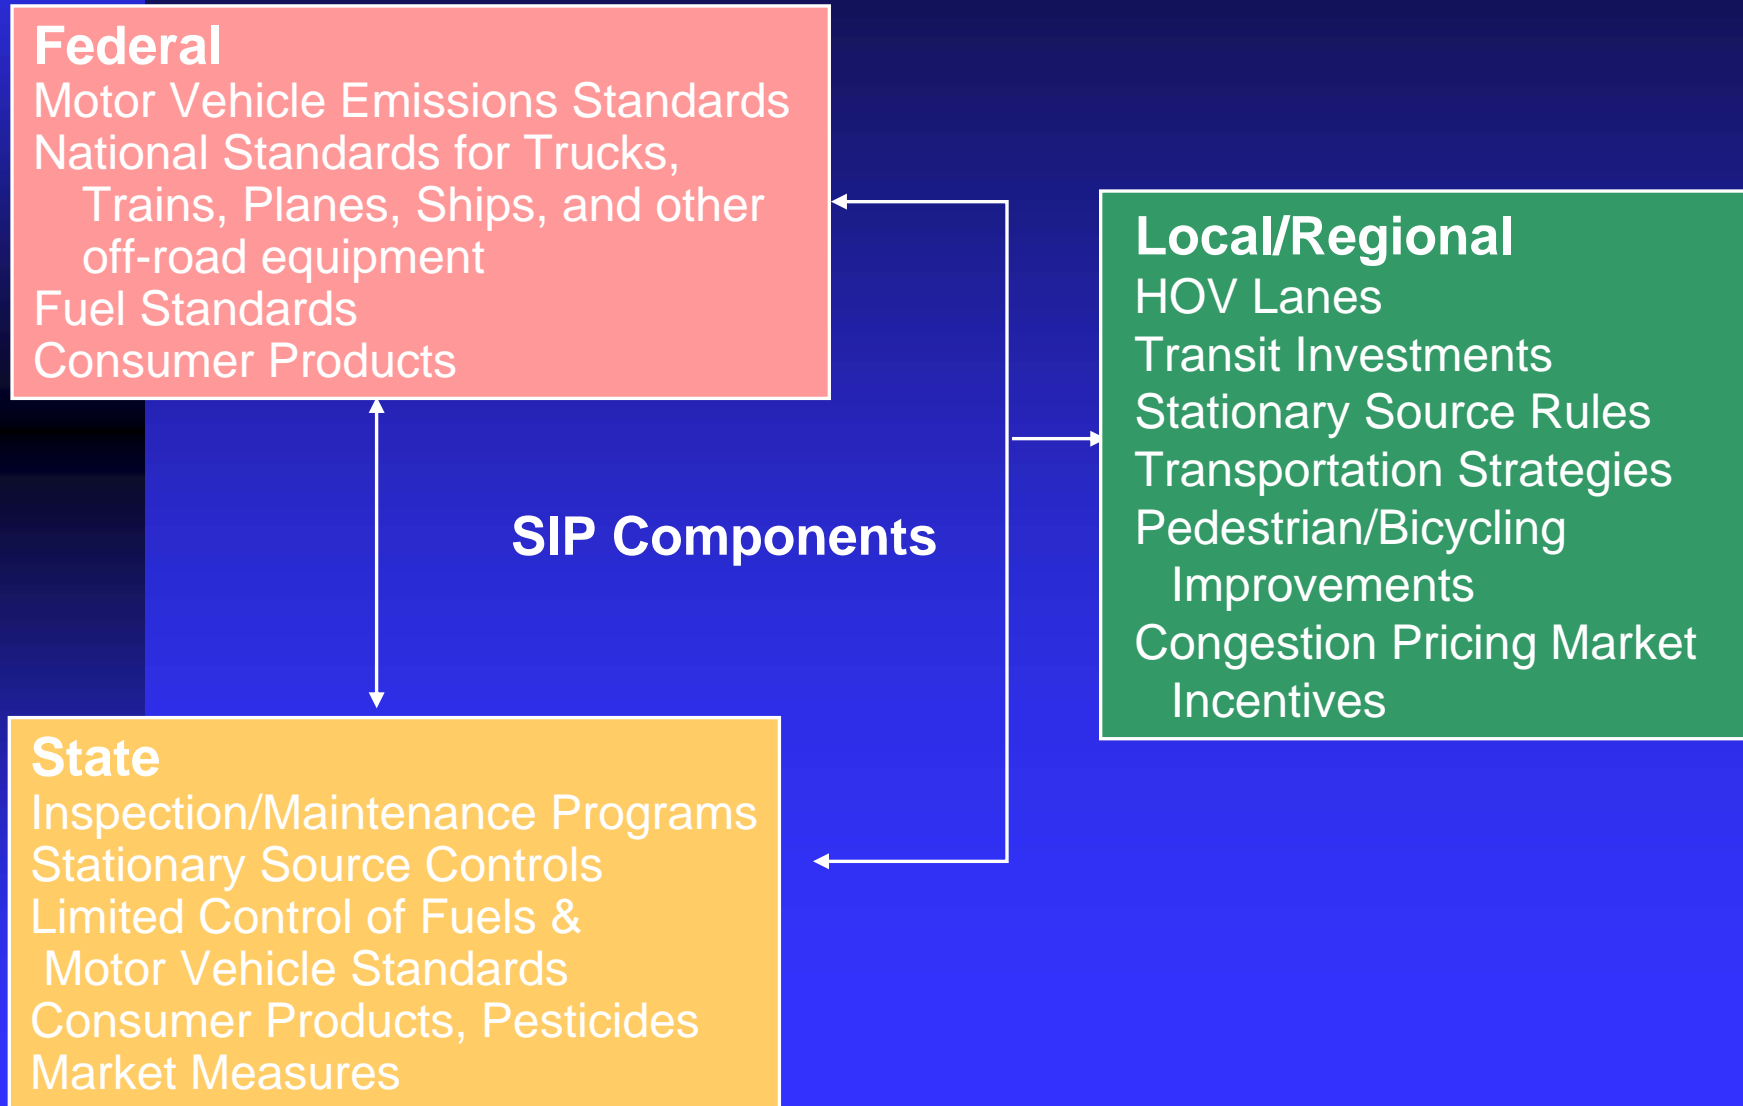 Federal
Motor Vehicle Emissions Standards
National Standards for Trucks,
Trains, Planes, Ships, and other
off-road equipment
Fuel Standards
Consumer Products
Local/Regional
HOV Lanes
Transit Investments
Stationary Source Rules
Transportation Strategies
Pedestrian/Bicycling
Improvements
Congestion Pricing Market
Incentives
SIP Components
State
Inspection/Maintenance Programs
Stationary Source Controls
Limited Control of Fuels &
Motor Vehicle Standards
Consumer Products, Pesticides
Market Measures